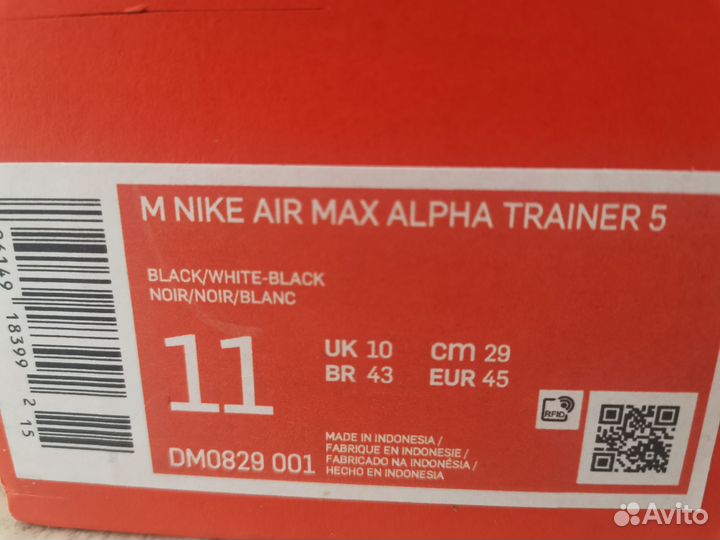 M NIKE AIR MAX ALPHA TRAINER 5
BLACK/WHITE-BLACK
NOIR/NOIR/BLANC
11
UK 10 cm 29
BR 43 EUR 45
DM0829 001
MADE IN INDONESIA/
FABRIQUE EN INDONESIE/
FABRICADO NA INDONÉSIA/
HECHO EN INDONESIA
RFID
18399
2 15
Avito